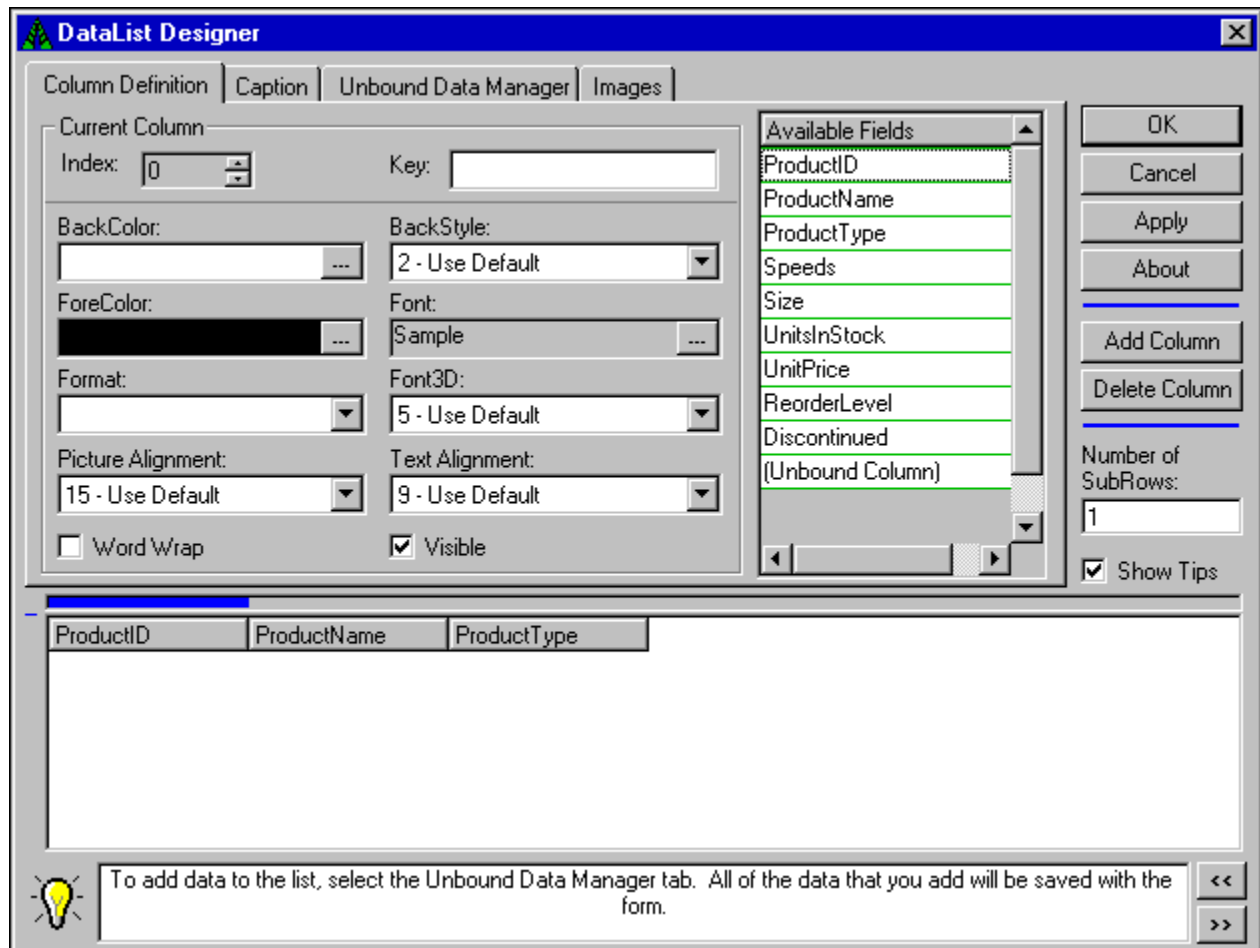 DataList Designer
Column Definition
Caption
Unbound Data Manager
Images
Current Column
Index: 0
Key:
BackColor:
...
BackStyle:
2 - Use Default
ForeColor:
...
Font:
Sample
...
Format:
Font3D:
5 - Use Default
Picture Alignment:
15 - Use Default
Text Alignment:
9 - Use Default
Word Wrap
Visible
Available Fields
ProductID
ProductName
ProductType
Speeds
Size
UnitsInStock
UnitPrice
ReorderLevel
Discontinued
(Unbound Column)
OK
Cancel
Apply
About
Add Column
Delete Column
Number of
SubRows:
1
Show Tips
ProductID
ProductName
ProductType
To add data to the list, select the Unbound Data Manager tab.  All of the data that you add will be saved with the
form.
<<
>>